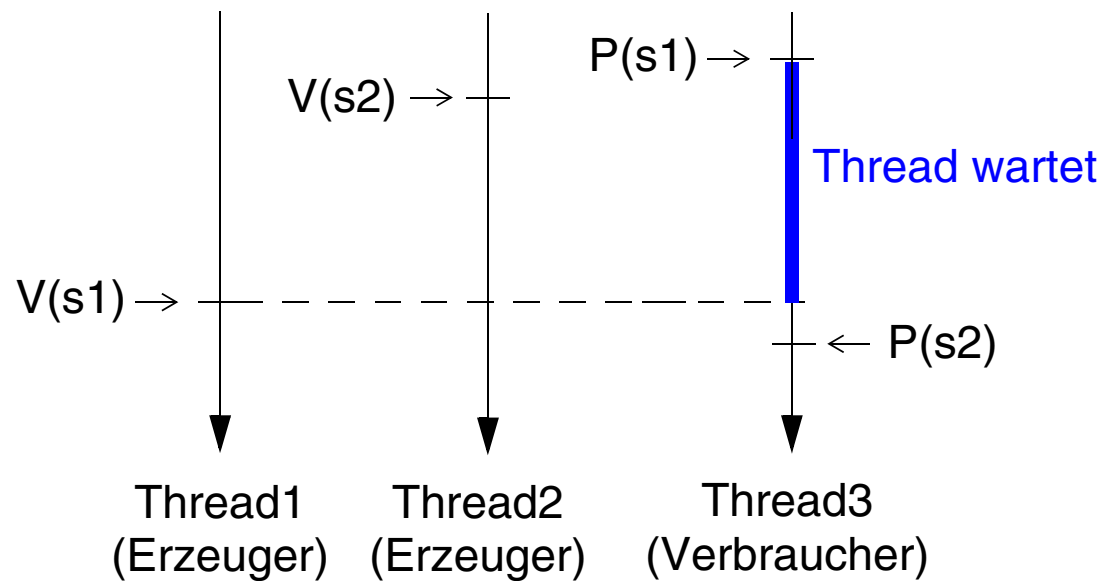 P(s1)
V(s2)
Thread wartet
V(s1)
P(s2)
Thread1
(Erzeuger)
Thread2
(Erzeuger)
Thread3
(Verbraucher)